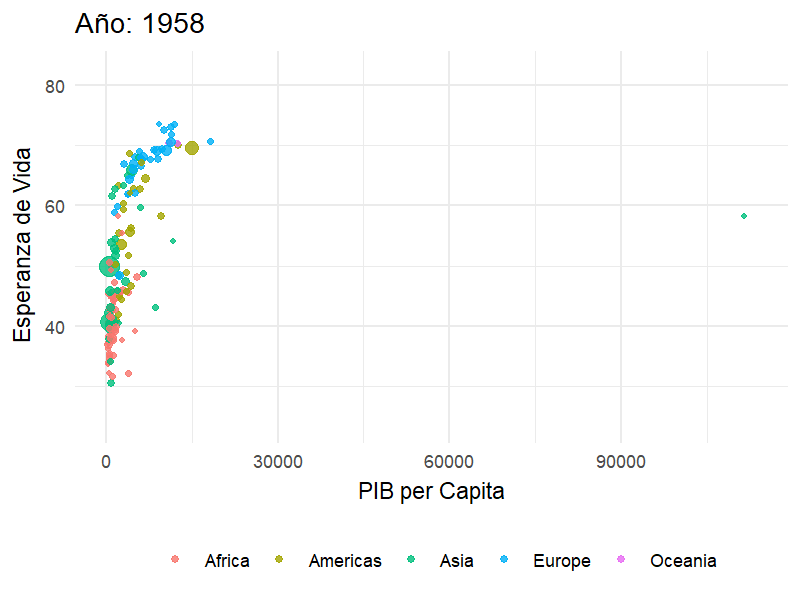 Año: 1958
Esperanza de Vida
80
60
40
0 30000 60000 90000
PIB per Capita
Africa Americas Asia Europe Oceania